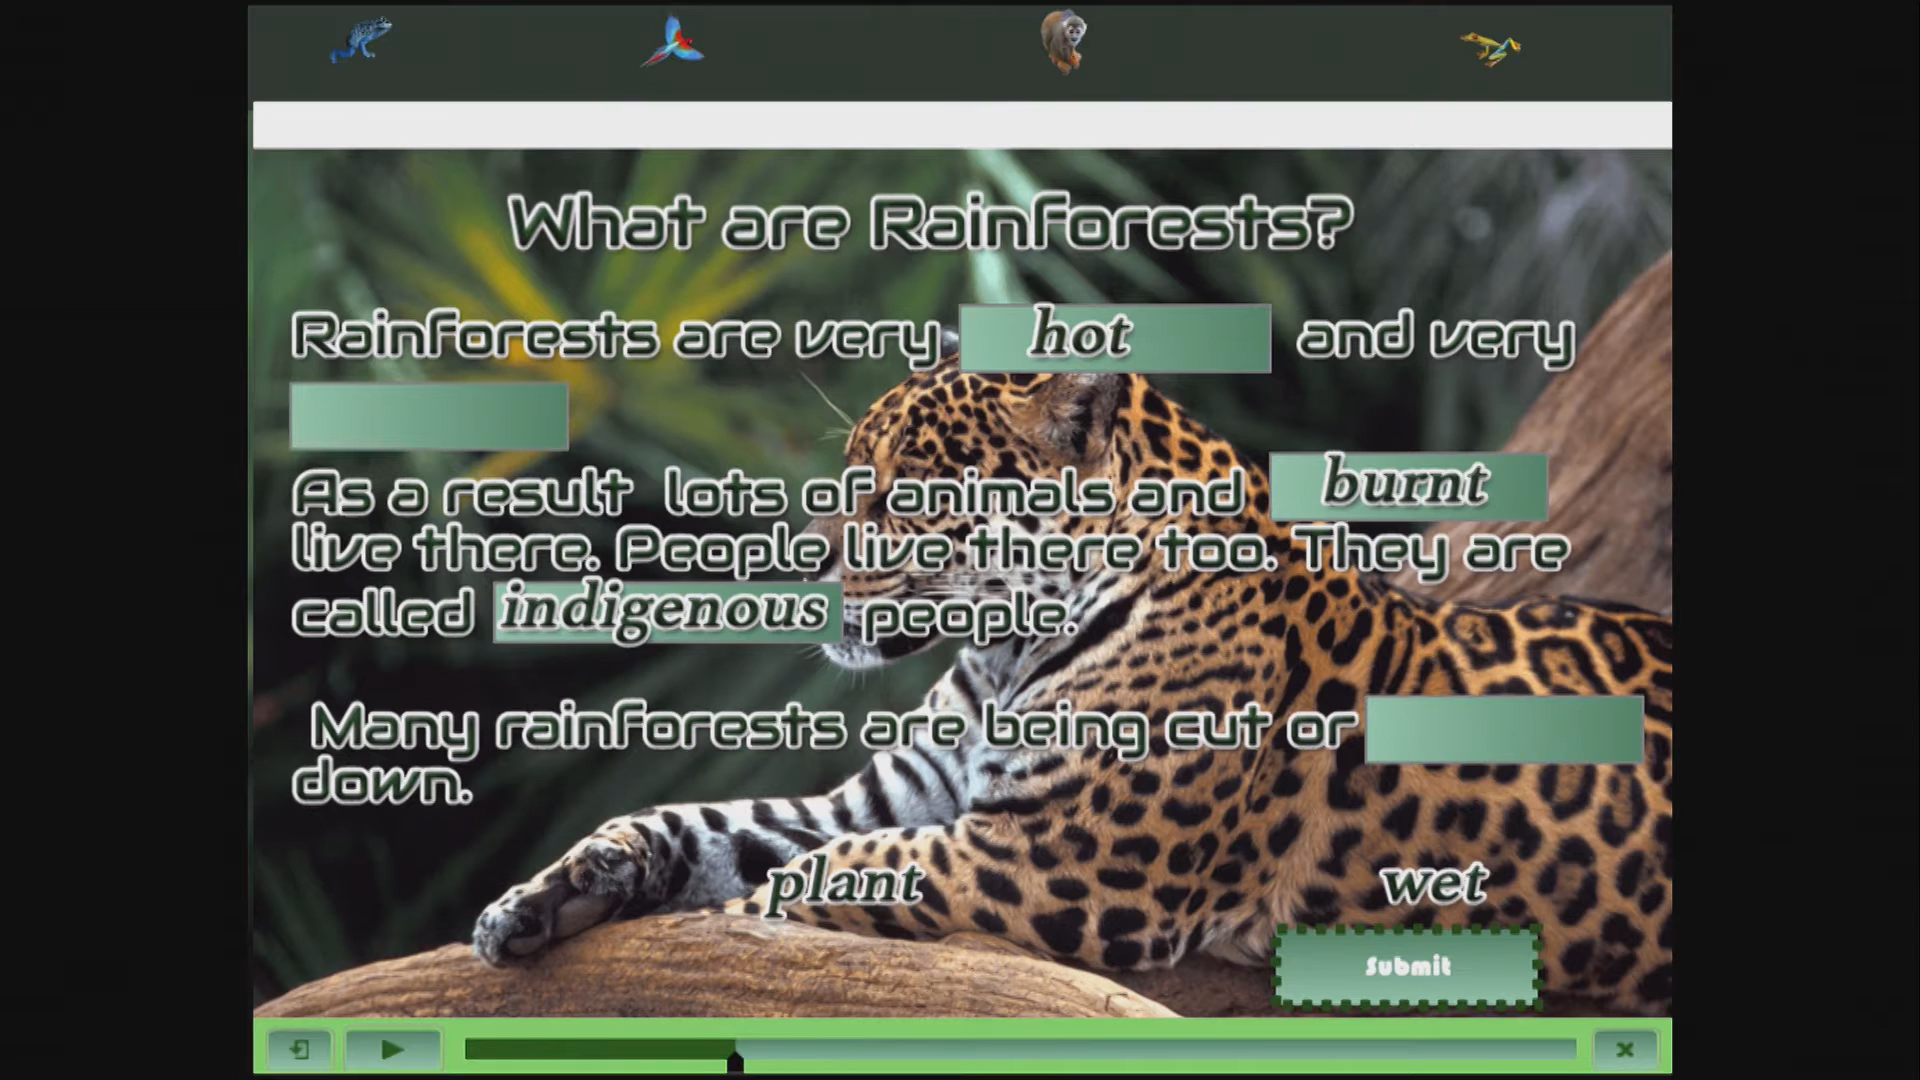 What are Rainforests?
Rainforests are very hot and very
As a result lots of animals and burnt
live there. People live there too. They are
called indigenous people.
Many rainforests are being cut or
down.
plant wet
Submit